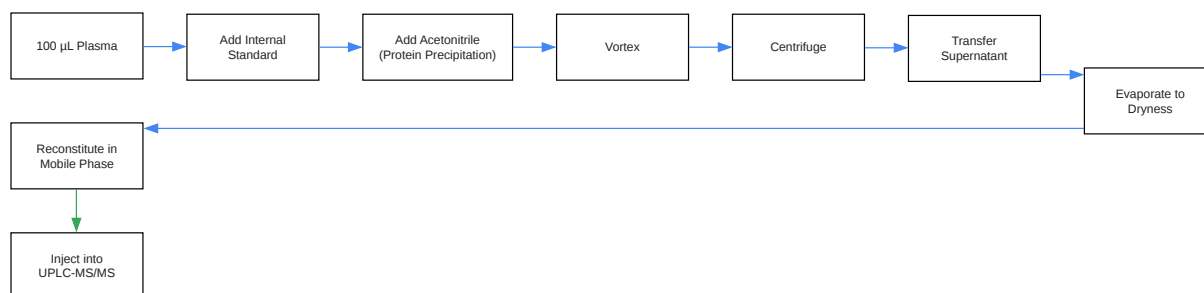 100 µL Plasma
Add Internal
Standard
Add Acetonitrile
(Protein Precipitation)
Vortex
Centrifuge
Transfer
Supernatant
Evaporate to
Dryness
Reconstitute in
Mobile Phase
Inject into
UPLC-MS/MS